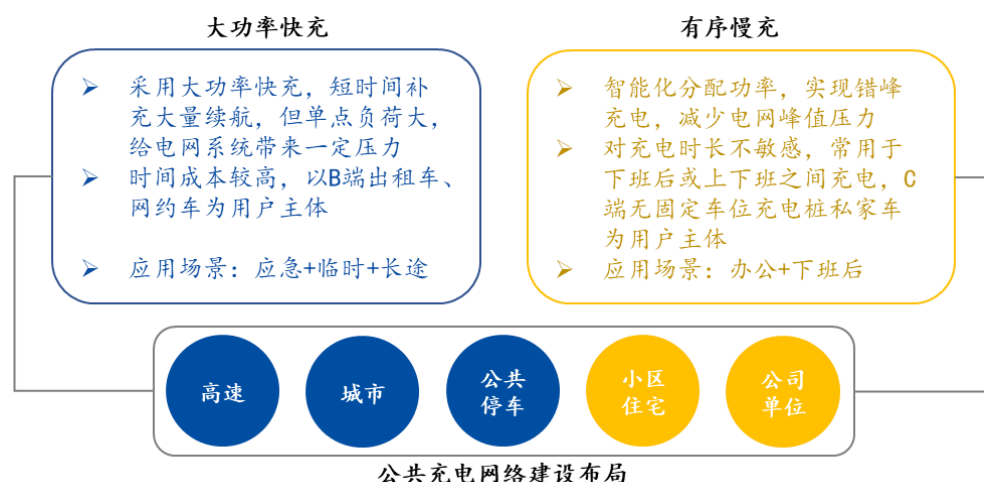 大功率快充
➢ 采用大功率快充，短时间补
充大量续航，但单点负荷大，
给电网系统带来一定压力
➢ 时间成本较高，以B端出租车、
网约车为用户主体
➢ 应用场景：应急+临时+长途
有序慢充
➢ 智能化分配功率，实现错峰
充电，减少电网峰值压力
➢ 对充电时长不敏感，常用于
下班后或上下班之间充电，C
端无固定车位充电桩私家车
为用户主体
➢ 应用场景：办公+下班后
高速
城市
公共
停车
小区
住宅
公司
单位
公共充电网络建设布局